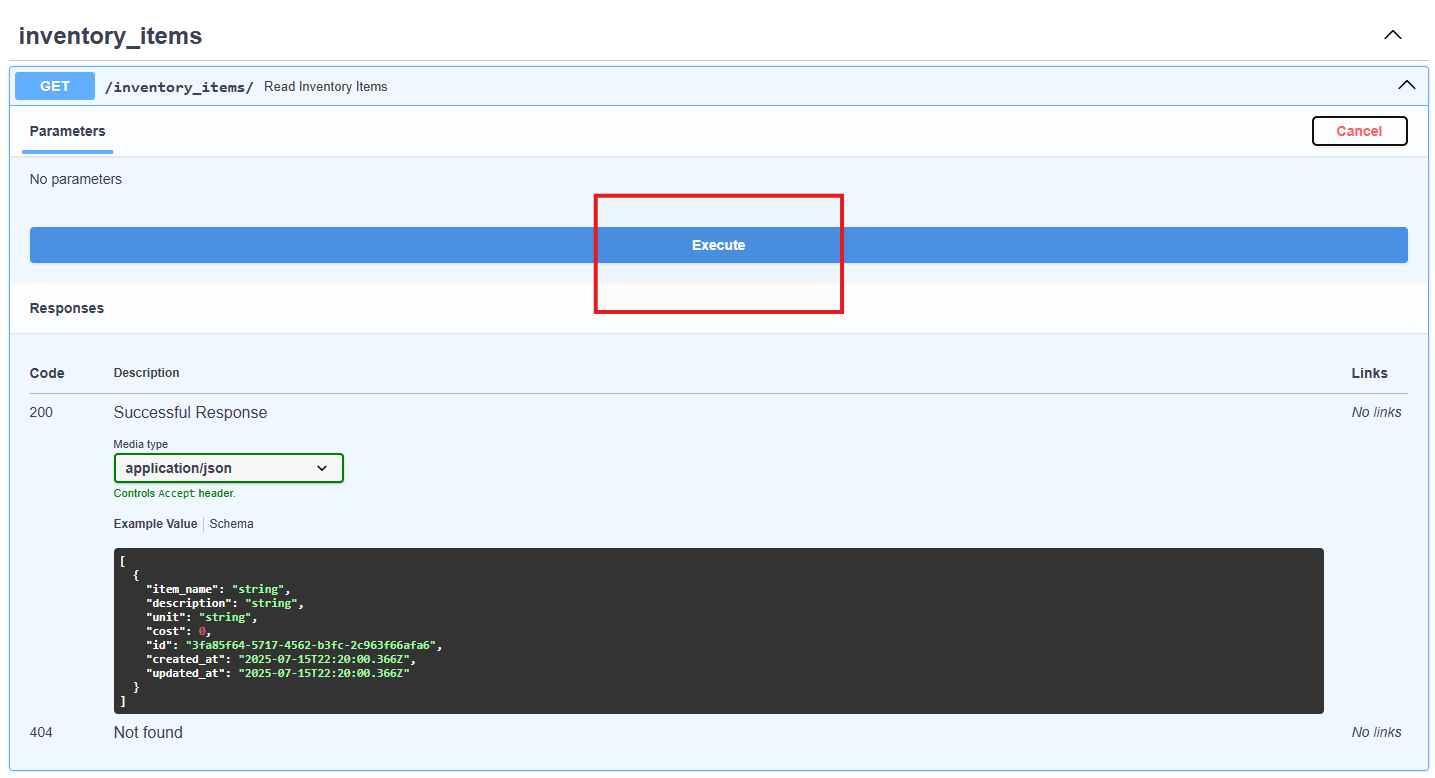 inventory_items
GET /inventory_items/ Read Inventory Items
Parameters Cancel
No parameters
Execute
Responses
Code Description Links
200 Successful Response No links
Media type
application/json
Controls Accept header.
Example Value Schema
[
{
"item_name": "string",
"description": "string",
"unit": "string",
"cost": 0,
"id": "3fa85f64-5717-4562-b3fc-2c963f66afa6",
"created_at": "2025-07-15T22:20:00.366Z",
"updated_at": "2025-07-15T22:20:00.366Z"
}
]
404 Not found No links